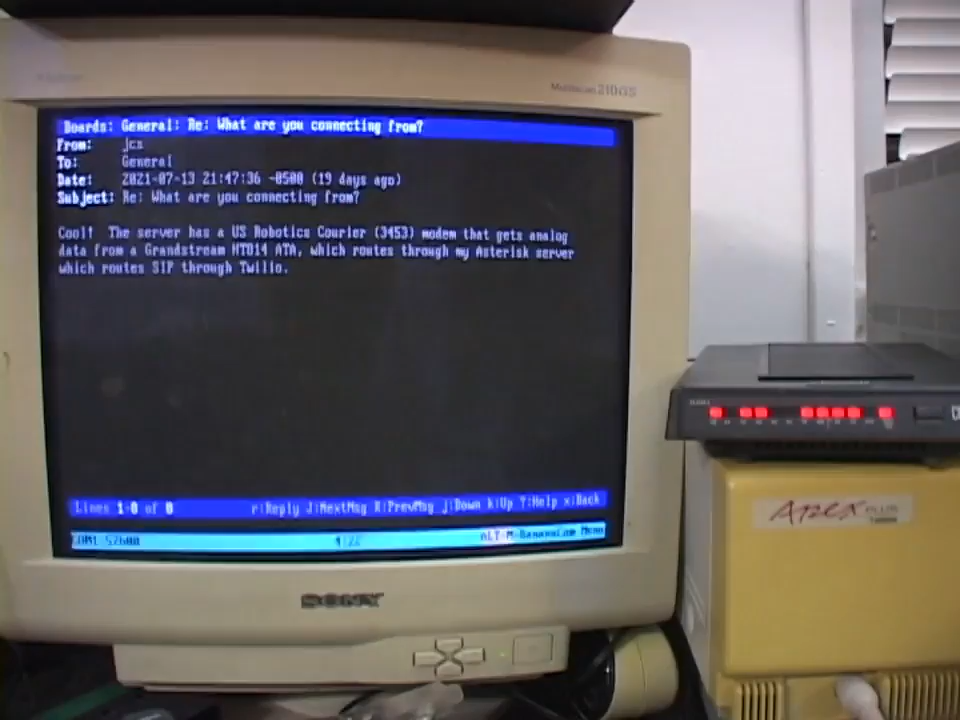 Multiscan 210GS
Boards: General: Re: What are you connecting from?
From: jcs
To: General
Date: 2021-07-13 21:47:36 -0500 (19 days ago)
Subject: Re: What are you connecting from?
Cool! The server has a US Robotics Courier (3453) modem that gets analog
data from a Grandstream HT814 ATA, which routes through my Asterisk server
which routes SIP through Twilio.
Lines 1-8 of 8 r:Reply J:NextMsg K:PrevMsg j:Down k:Up ?:Help x:Back
COM1 57600 ALT-M-BananaCom Menu
SONY
APEX PLUS